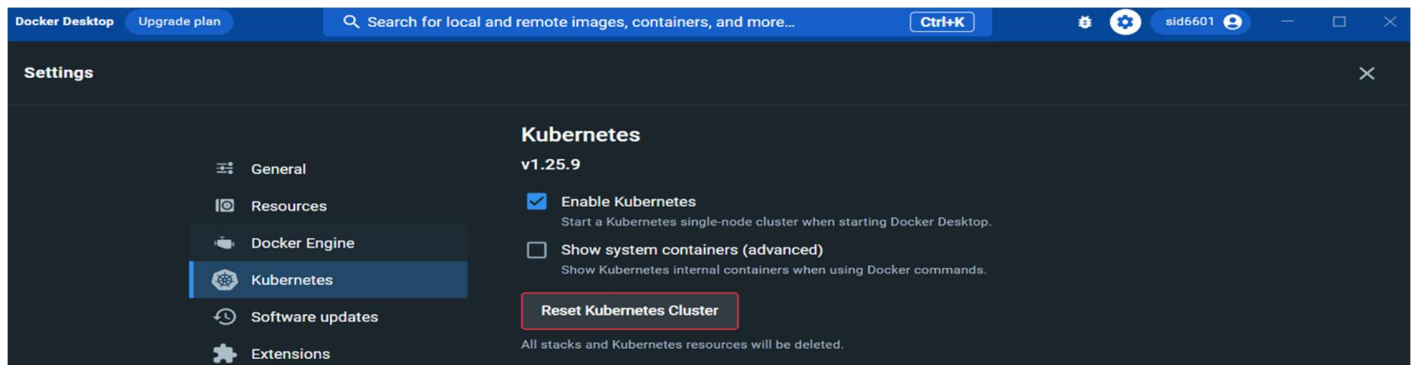 Docker Desktop Upgrade plan Search for local and remote images, containers, and more... Ctrl+K sid6601
Settings
General
Resources
Docker Engine
Kubernetes
Software updates
Extensions
Kubernetes
v1.25.9
Enable Kubernetes
Start a Kubernetes single-node cluster when starting Docker Desktop.
Show system containers (advanced)
Show Kubernetes internal containers when using Docker commands.
Reset Kubernetes Cluster
All stacks and Kubernetes resources will be deleted.